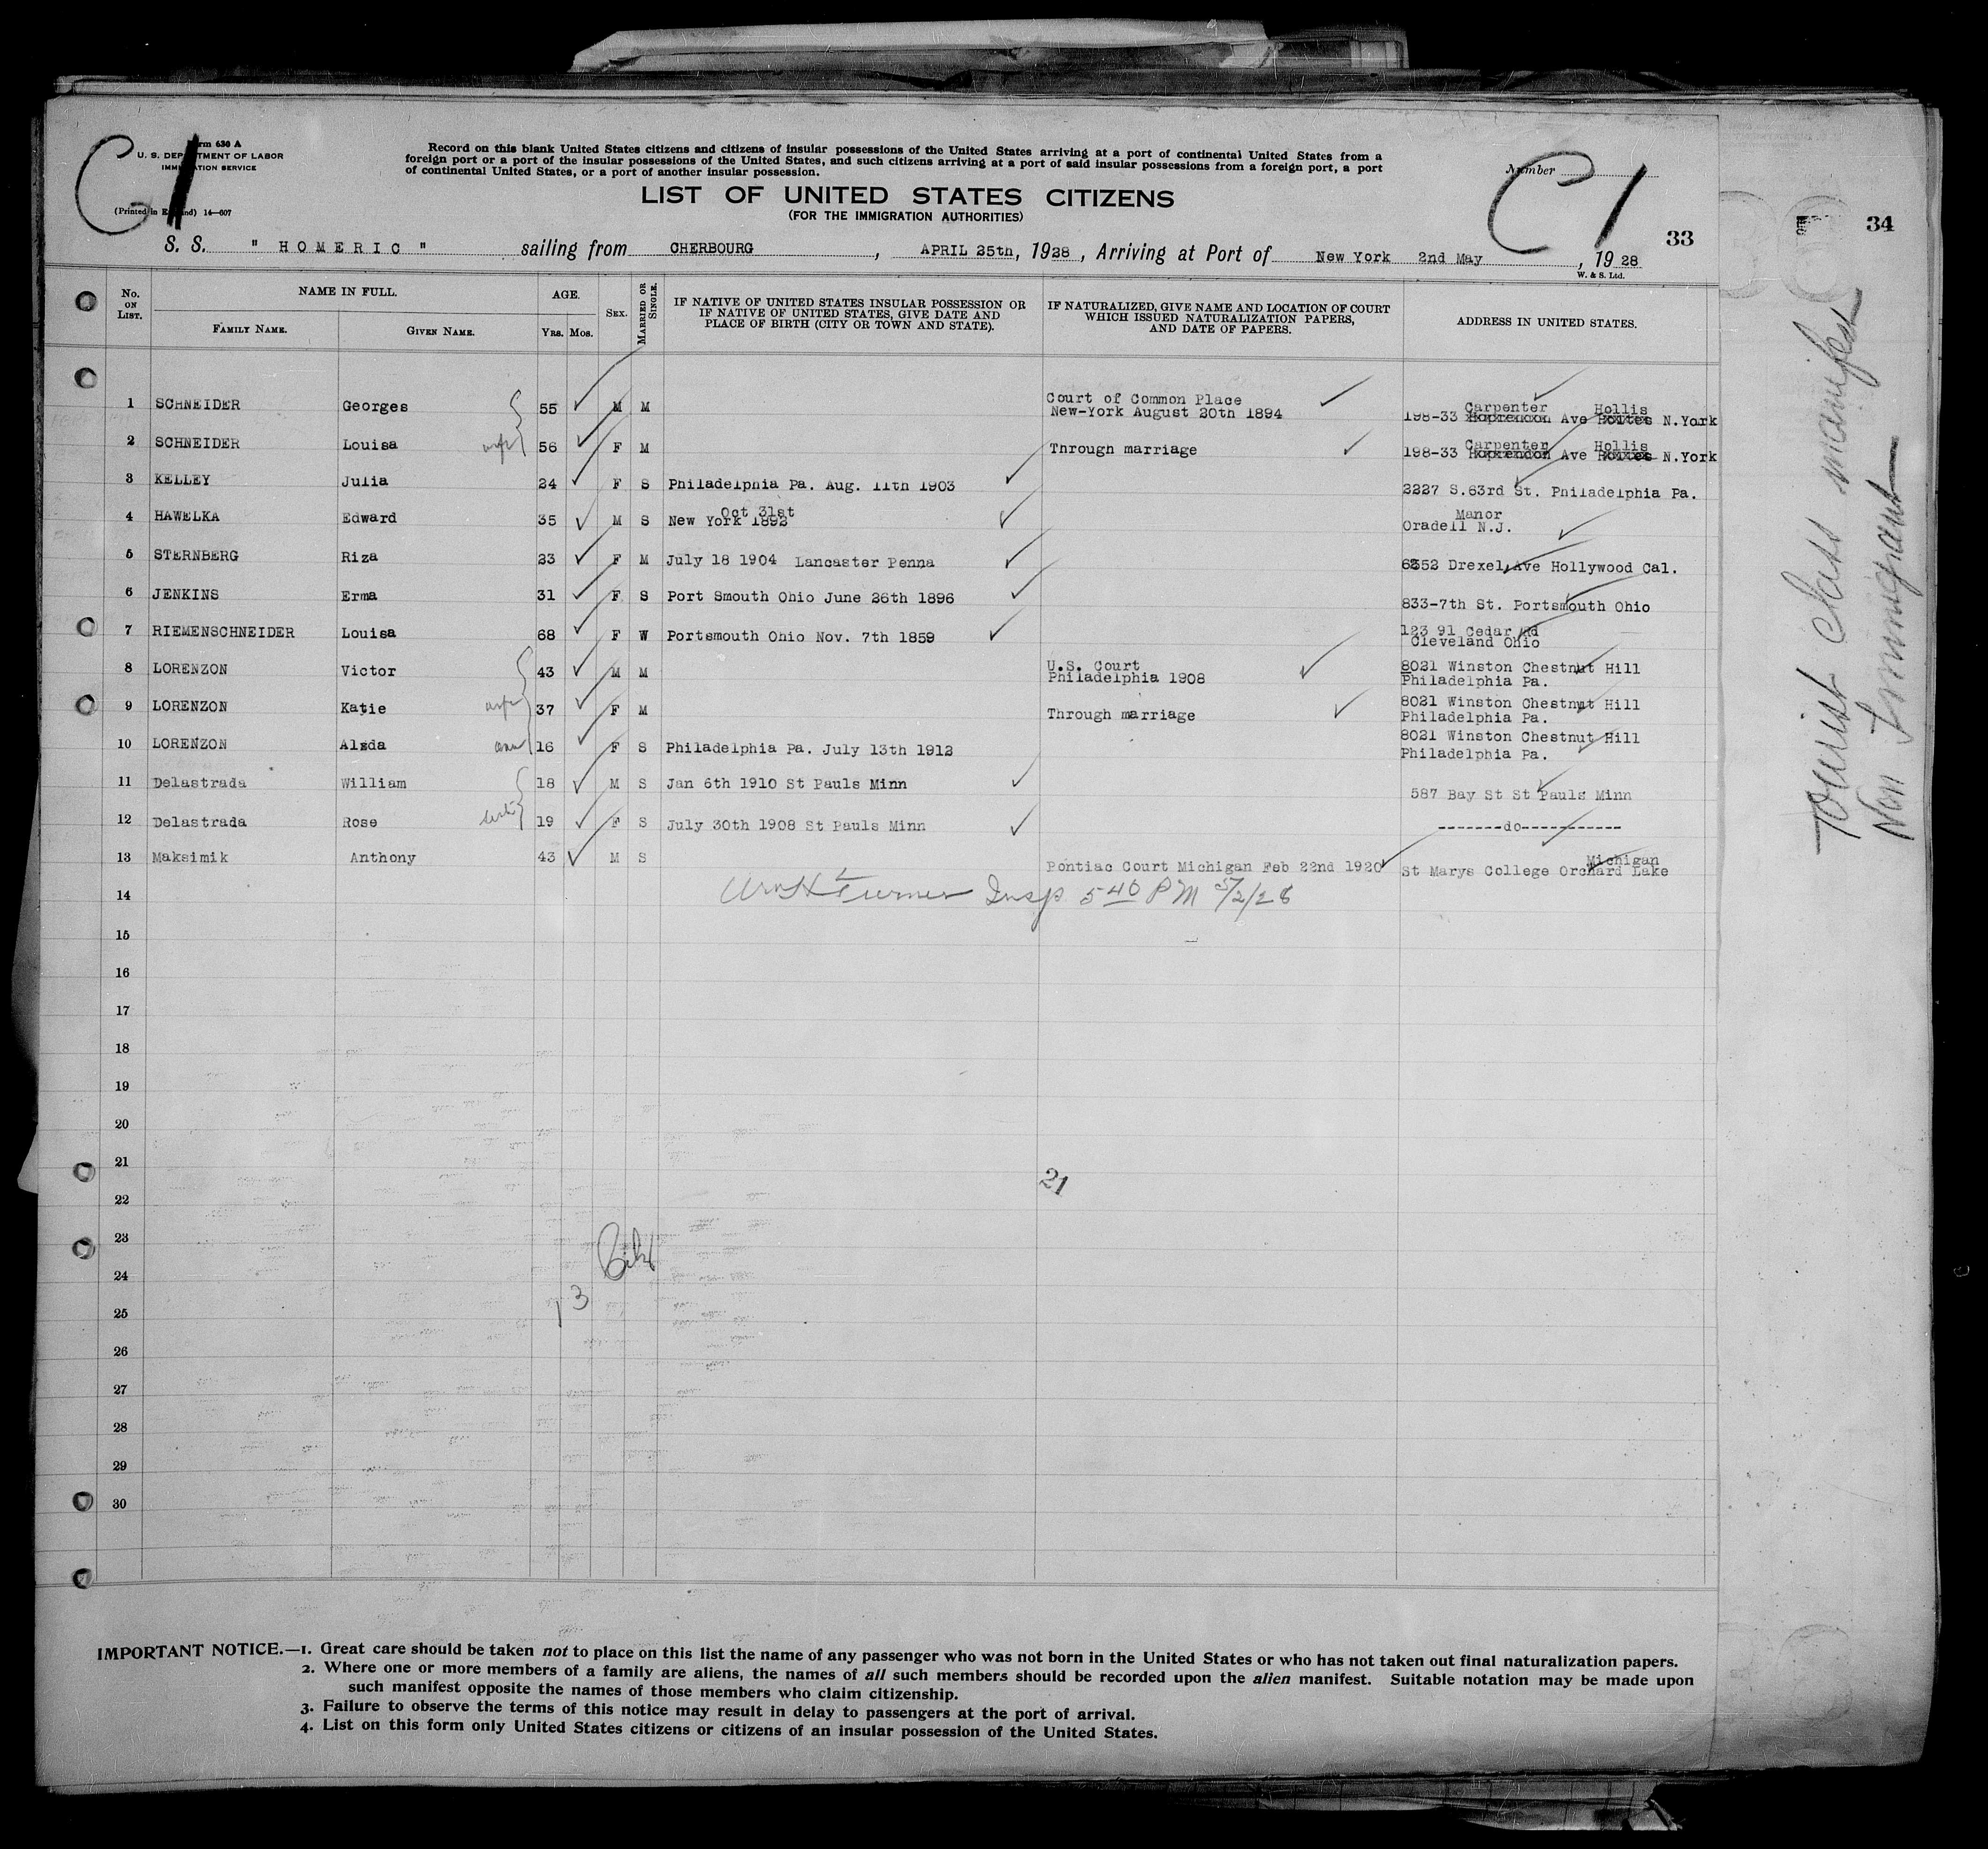 Form 630 A
U. S. DEPARTMENT OF LABOR
IMMIGRATION SERVICE
(Printed in England) 14—607
C 1
Record on this blank United States citizens and citizens of insular possessions of the United States arriving at a port of continental United States from a
foreign port or a port of the insular possessions of the United States, and such citizens arriving at a port of said insular possessions from a foreign port, a port
of continental United States, or a port of another insular possession.
Number
C 1
LIST OF UNITED STATES CITIZENS
(FOR THE IMMIGRATION AUTHORITIES)
33
34
S. S. " HOMERIC " sailing from CHERBOURG, APRIL 25th, 1928, Arriving at Port of New York 2nd May, 1928
W. & S. Ltd.
No. ON LIST.
NAME IN FULL.
FAMILY NAME. GIVEN NAME.
AGE.
YRS. MOS.
SEX.
MARRIED OR SINGLE.
IF NATIVE OF UNITED STATES INSULAR POSSESSION OR
IF NATIVE OF UNITED STATES, GIVE DATE AND
PLACE OF BIRTH (CITY OR TOWN AND STATE).
IF NATURALIZED, GIVE NAME AND LOCATION OF COURT
WHICH ISSUED NATURALIZATION PAPERS,
AND DATE OF PAPERS.
ADDRESS IN UNITED STATES.
1 SCHNEIDER Georges 55 M M Court of Common Place
New-York August 20th 1894
Carpenter Hollis
198-33 Ave N.York
2 SCHNEIDER Louisa wife 56 F M Through marriage
Carpenter Hollis
198-33 Ave N.York
3 KELLEY Julia 24 F S Philadelphia Pa. Aug. 11th 1903 2227 S.63rd St. Philadelphia Pa.
4 HAWELKA Edward 35 M S Oct 31st
New York 1892
Manor
Oradell N.J.
5 STERNBERG Riza 23 F M July 18 1904 Lancaster Penna 6352 Drexel Ave Hollywood Cal.
6 JENKINS Erma 31 F S Port Smouth Ohio June 26th 1896 833-7th St. Portsmouth Ohio
7 RIEMENSCHNEIDER Louisa 68 F W Portsmouth Ohio Nov. 7th 1859 123 91 Cedar Rd
Cleveland Ohio
8 LORENZON Victor 43 M M U.S. Court
Philadelphia 1908
8021 Winston Chestnut Hill
Philadelphia Pa.
9 LORENZON Katie wife 37 F M Through marriage
8021 Winston Chestnut Hill
Philadelphia Pa.
10 LORENZON Alda 16 F S Philadelphia Pa. July 13th 1912
8021 Winston Chestnut Hill
Philadelphia Pa.
11 Delastrada William 18 M S Jan 6th 1910 St Pauls Minn 587 Bay St St Pauls Minn
12 Delastrada Rose 19 F S July 30th 1908 St Pauls Minn -------do-----------
13 Maksimik Anthony 43 M S Pontiac Court Michigan Feb 22nd 1920
Michigan
St Marys College Orchard Lake
14
Turner Insp 5 40 PM 5/2/28
15
16
17
18
19
20
21
21
22
23
24
13
25
26
27
28
29
30
Tourist Class manifest
Non Immigrant
IMPORTANT NOTICE.—1. Great care should be taken not to place on this list the name of any passenger who was not born in the United States or who has not taken out final naturalization papers.
2. Where one or more members of a family are aliens, the names of all such members should be recorded upon the alien manifest. Suitable notation may be made upon
such manifest opposite the names of those members who claim citizenship.
3. Failure to observe the terms of this notice may result in delay to passengers at the port of arrival.
4. List on this form only United States citizens or citizens of an insular possession of the United States.